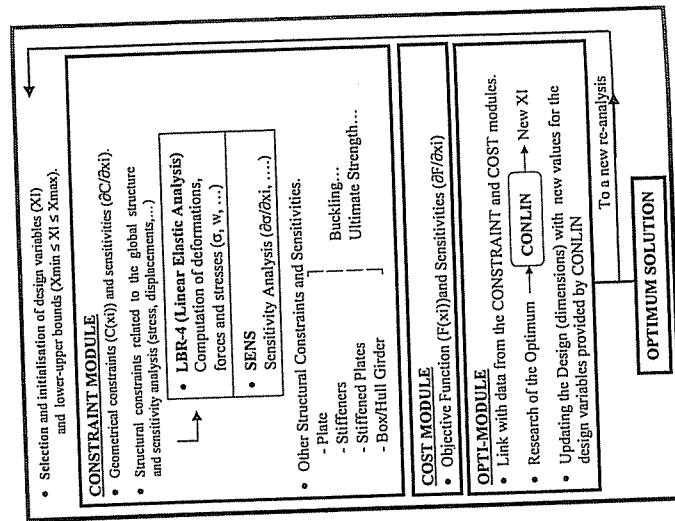 • Selection and initialisation of design variables (XI)
and lower-upper bounds (Xmin ≤ XI ≤ Xmax).
CONSTRAINT MODULE
• Geometrical constraints (C(xi)) and sensitivities (∂C/∂xi).
• Structural constraints related to the global structure
and sensitivity analysis (stress, displacements,...)
• LBR-4 (Linear Elastic Analysis)
Computation of deformations,
forces and stresses (σ, w, ...)
• SENS
Sensitivity Analysis (∂σ/∂xi, ....)
• Other Structural Constraints and Sensitivities.
- Plate
- Stiffeners Buckling...
- Stiffened Plates Ultimate Strength...
- Box/Hull Girder
COST MODULE
• Objective Function (F(xi))and Sensitivities (∂F/∂xi)
OPTI-MODULE
• Link with data from the CONSTRAINT and COST modules.
• Research of the Optimum → CONLIN → New XI
• Updating the Design (dimensions) with new values for the
design variables provided by CONLIN
To a new re-analysis
OPTIMUM SOLUTION